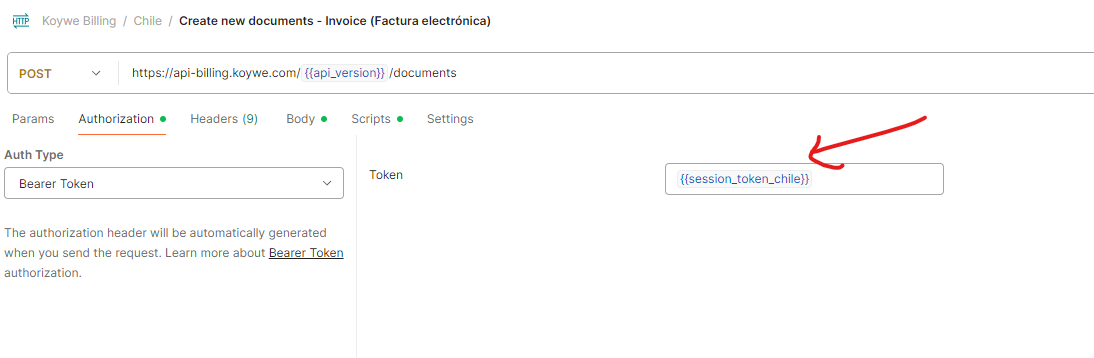 HTTP Koywe Billing / Chile / Create new documents - Invoice (Factura electrónica)
POST https://api-billing.koywe.com/ {{api_version}} /documents
Params Authorization Headers (9) Body Scripts Settings
Auth Type
Bearer Token
Token {{session_token_chile}}
The authorization header will be automatically generated
when you send the request. Learn more about Bearer Token
authorization.